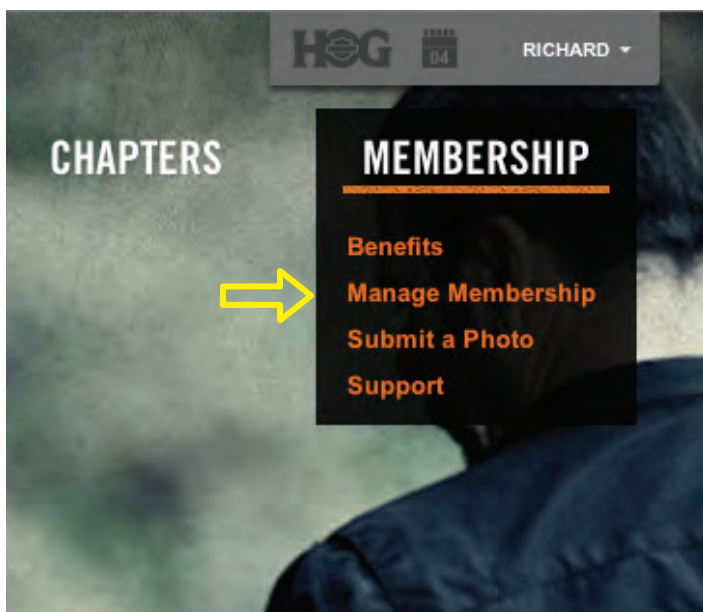 HOG 04 RICHARD
CHAPTERS MEMBERSHIP
Benefits
Manage Membership
Submit a Photo
Support